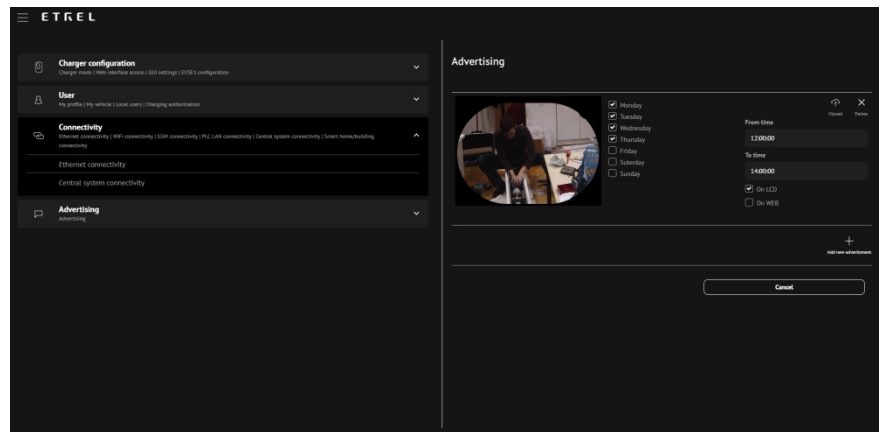 ETREL
Charger configuration
Charger mode | Web interface access | GUI settings | EVSE's configuration
User
My profile | My vehicle | Local users | Charging authorization
Connectivity
Ethernet connectivity | WiFi connectivity | GSM connectivity | PLC LAN connectivity | Central system connectivity | Smart home/building
connectivity
Ethernet connectivity
Central system connectivity
Advertising
Advertising
Advertising
Monday
Tuesday
Wednesday
Thursday
Friday
Suterday
Sunday
Upload
Delete
From time
12:00:00
To time
14:00:00
On LCD
On WEB
Add new advertisment
Cancel